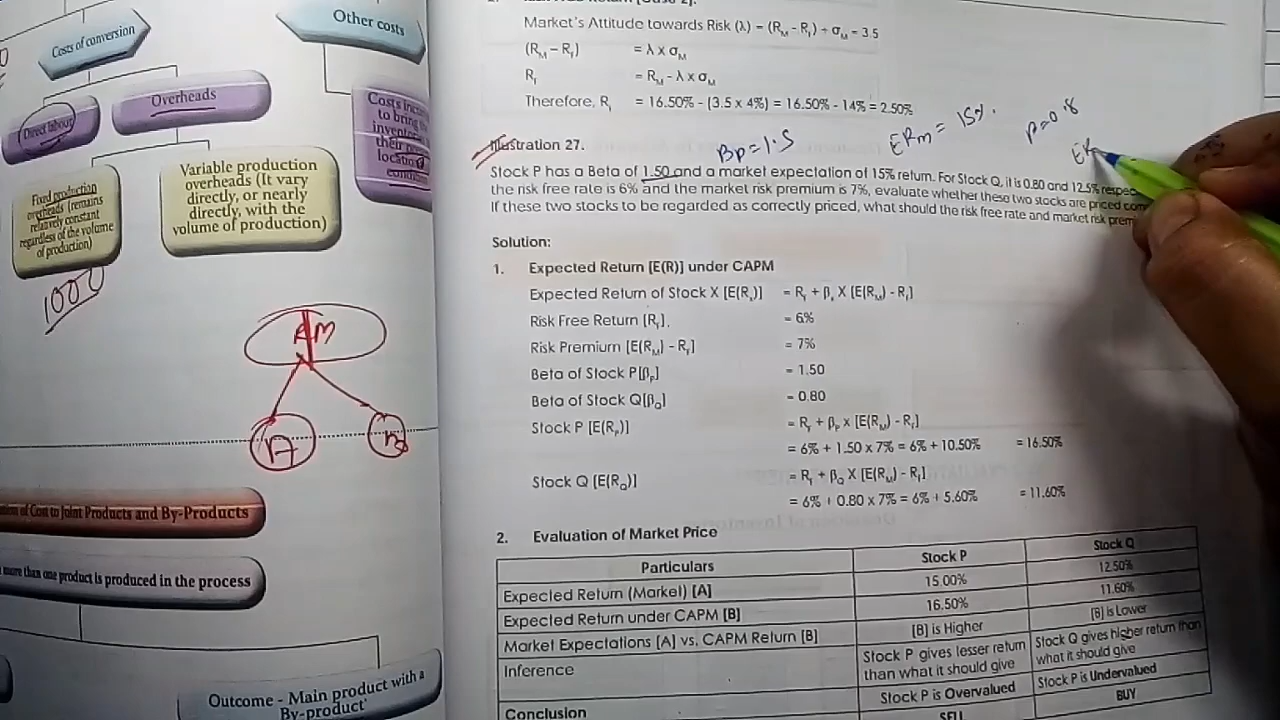 Costs of conversion
Other costs
Direct labour
Overheads
Costs
to bring
their
location
condition
Fixed production
overheads (remains
relatively constant
regardless of the volume
of production)
Variable production
overheads (It vary
directly, or nearly
directly, with the
volume of production)
1000
of Cost to Joint Products and By-Products
more than one product is produced in the process
Outcome - Main product with a
By-product'
Market's Attitude towards Risk (λ) = (RM – Rf) ÷ σM = 3.5
(RM – Rf) = λ x σM
Rf = RM - λ x σM
Therefore, Rf = 16.50% - (3.5 x 4%) = 16.50% - 14% = 2.50%
Illustration 27.
Bp=1.5
ERm = 15%.
β=0.8
Stock P has a Beta of 1.50 and a market expectation of 15% return. For Stock Q, it is 0.80 and 12.5%
the risk free rate is 6% and the market risk premium is 7%, evaluate whether these two stocks are priced
If these two stocks to be regarded as correctly priced, what should the risk free rate and market risk
Solution:
1. Expected Return [E(R)] under CAPM
Expected Return of Stock X [E(Rx)] = Rf + βx X [E(RM) - Rf]
Risk Free Return [Rf]. = 6%
Risk Premium [E(RM) - Rf] = 7%
Beta of Stock P[βP] = 1.50
Beta of Stock Q[βQ] = 0.80
Stock P [E(RP)] = Rf + βP x [E(RM) - Rf]
= 6% + 1.50 x 7% = 6% + 10.50% = 16.50%
Stock Q [E(RQ)] = Rf + βQ X [E(RM) - Rf]
= 6% + 0.80 x 7% = 6% + 5.60% = 11.60%
2. Evaluation of Market Price
Particulars Stock P Stock Q
Expected Return (Market) [A] 15.00% 12.50%
Expected Return under CAPM [B] 16.50% 11.60%
Market Expectations [A] vs. CAPM Return [B] [B] is Higher [B] is Lower
Inference Stock P gives lesser return than what it should give Stock Q gives higher return than what it should give
Stock P is Overvalued Stock P is Undervalued
Conclusion SELL BUY